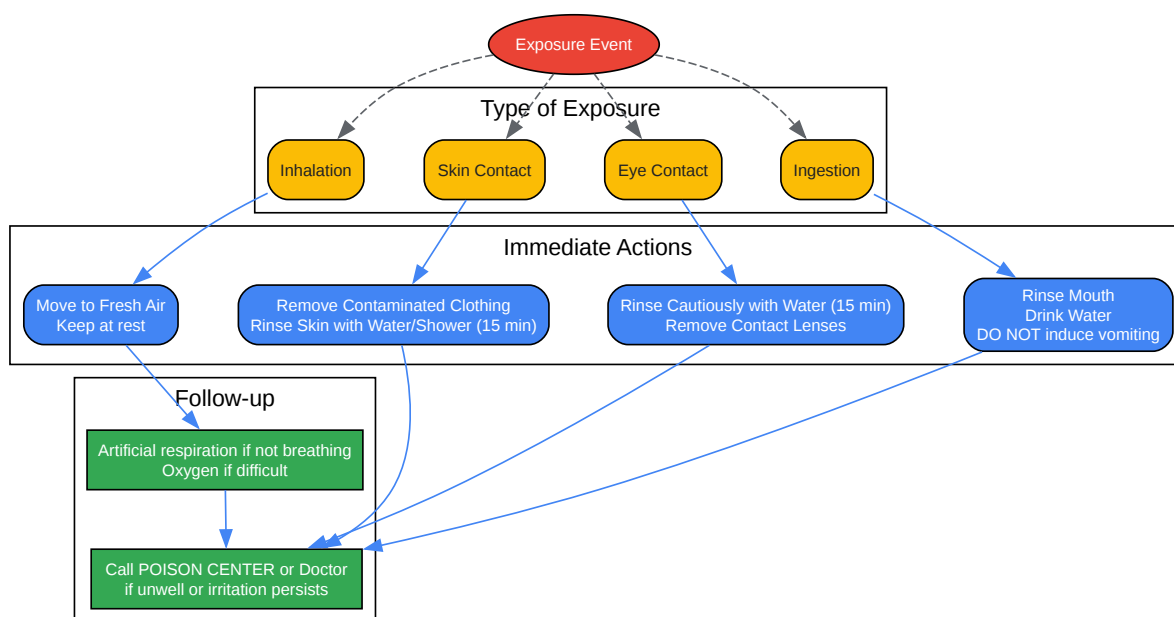 Exposure Event
Type of Exposure
Inhalation
Skin Contact
Eye Contact
Ingestion
Immediate Actions
Move to Fresh Air
Keep at rest
Remove Contaminated Clothing
Rinse Skin with Water/Shower (15 min)
Rinse Cautiously with Water (15 min)
Remove Contact Lenses
Rinse Mouth
Drink Water
DO NOT induce vomiting
Follow-up
Artificial respiration if not breathing
Oxygen if difficult
Call POISON CENTER or Doctor
if unwell or irritation persists